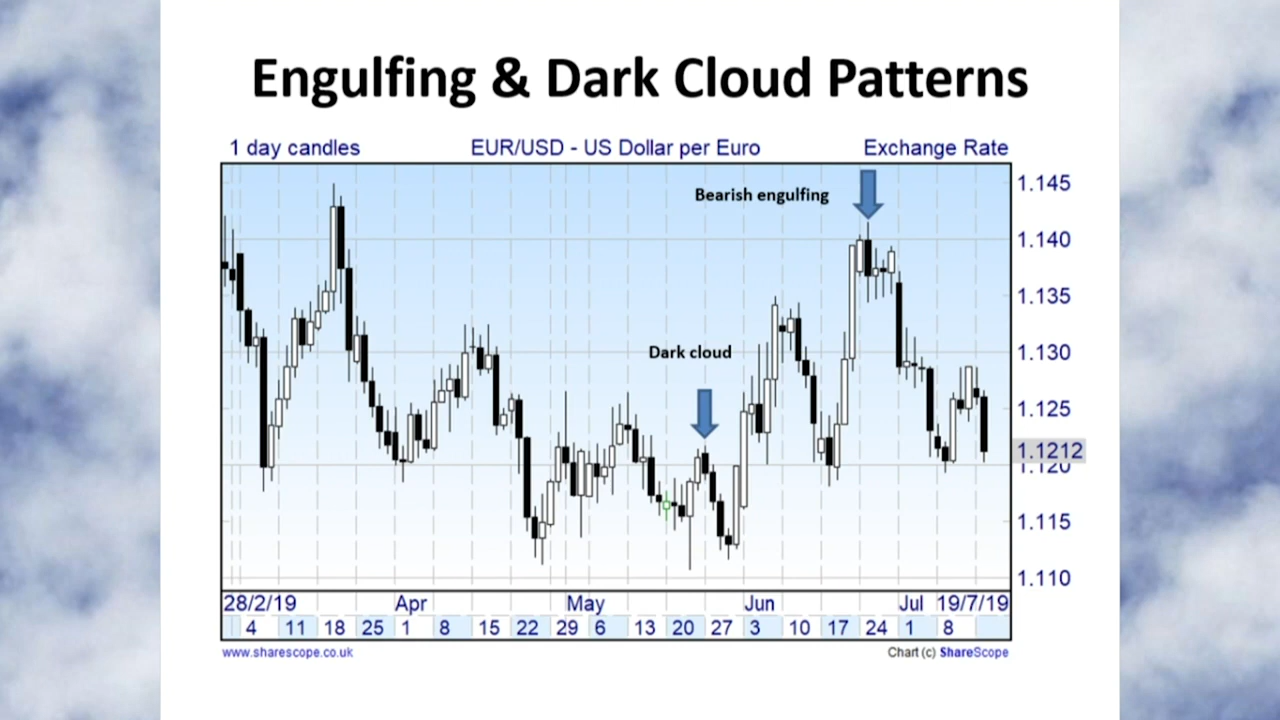 Engulfing & Dark Cloud Patterns
1 day candles EUR/USD - US Dollar per Euro Exchange Rate
1.145
Bearish engulfing
1.140
1.135
Dark cloud
1.130
1.125
1.1212
1.120
1.115
1.110
28/2/19 Apr May Jun Jul 19/7/19
4 11 18 25 1 8 15 22 29 6 13 20 27 3 10 17 24 1 8
www.sharescope.co.uk Chart (c) ShareScope